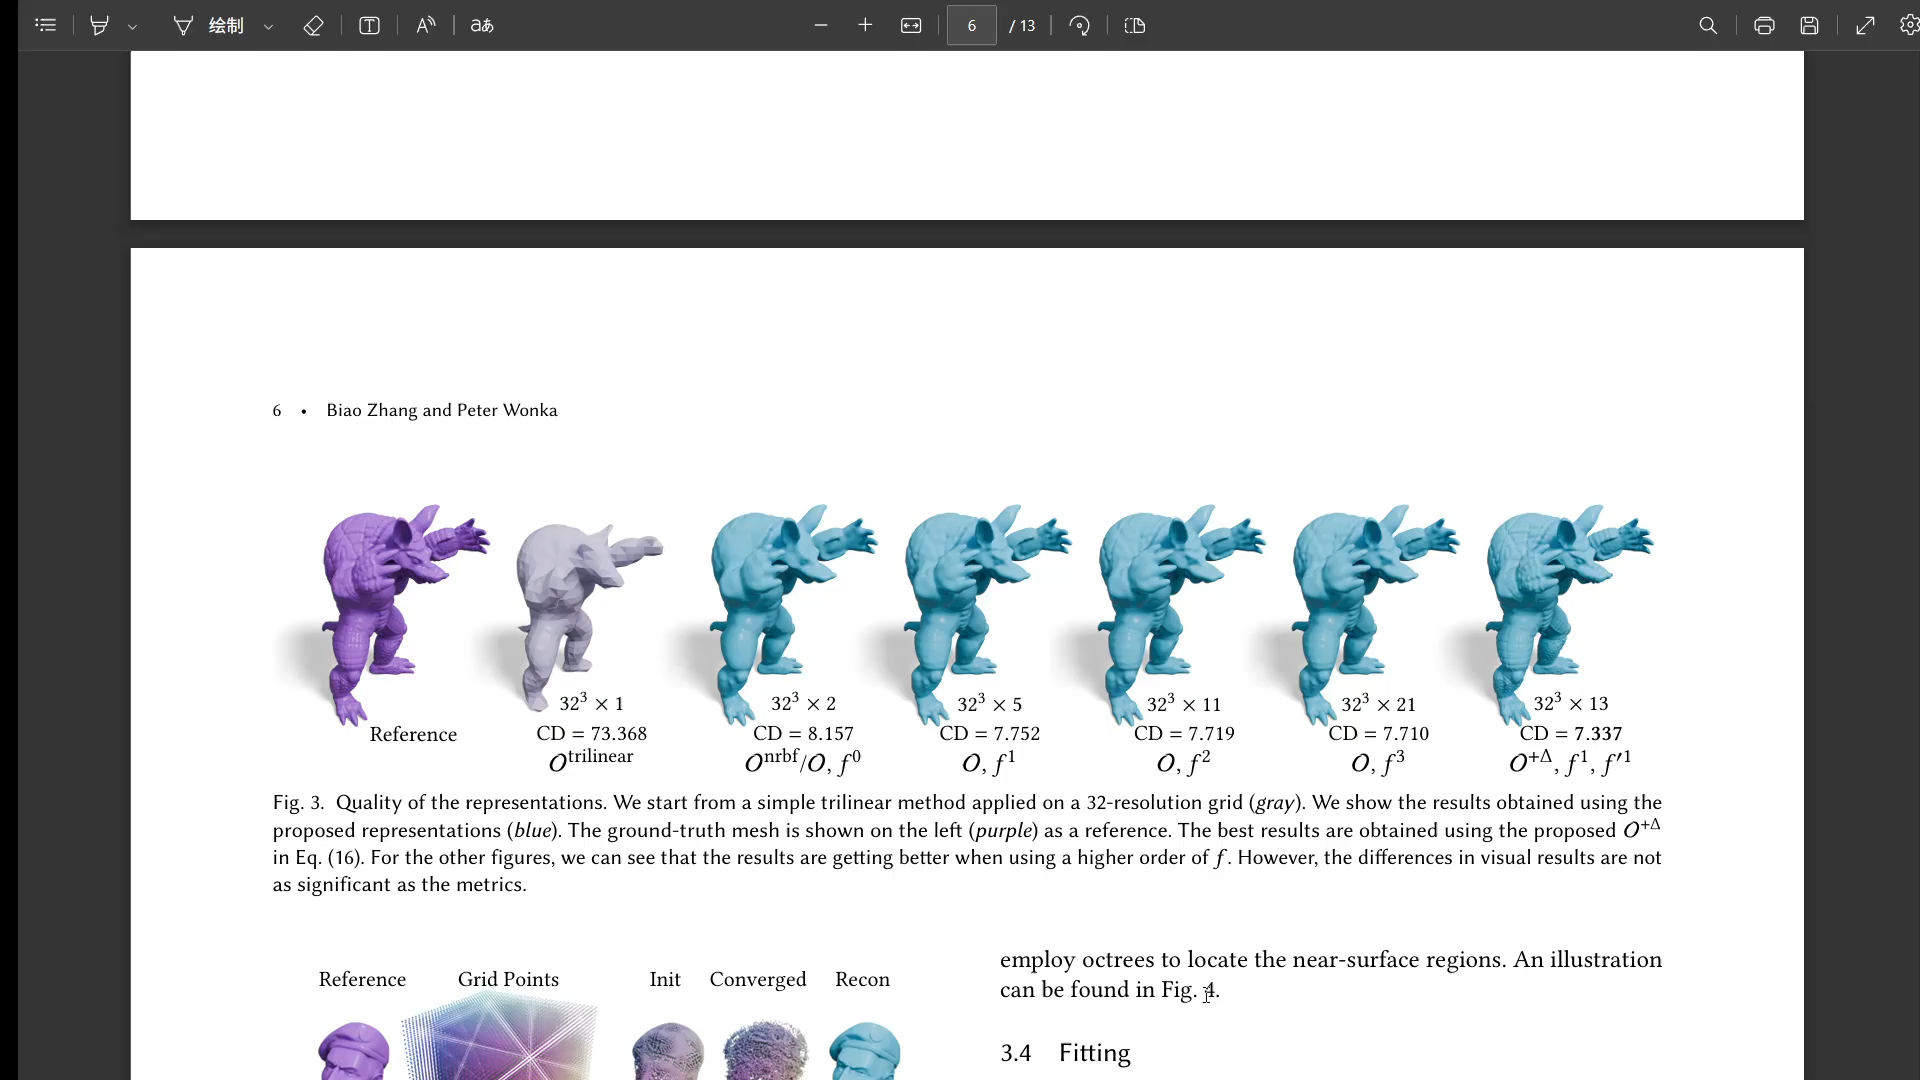 绘制 aあ 6 / 13
6 • Biao Zhang and Peter Wonka
32³ × 1 32³ × 2 32³ × 5 32³ × 11 32³ × 21 32³ × 13
Reference CD = 73.368 CD = 8.157 CD = 7.752 CD = 7.719 CD = 7.710 CD = 7.337
O^trilinear O^nrbf/O, f⁰ O, f¹ O, f² O, f³ O^+Δ, f¹, f′¹
Fig. 3. Quality of the representations. We start from a simple trilinear method applied on a 32-resolution grid (gray). We show the results obtained using the
proposed representations (blue). The ground-truth mesh is shown on the left (purple) as a reference. The best results are obtained using the proposed O^+Δ
in Eq. (16). For the other figures, we can see that the results are getting better when using a higher order of f. However, the differences in visual results are not
as significant as the metrics.
Reference Grid Points Init Converged Recon
employ octrees to locate the near-surface regions. An illustration
can be found in Fig. 4.
3.4 Fitting